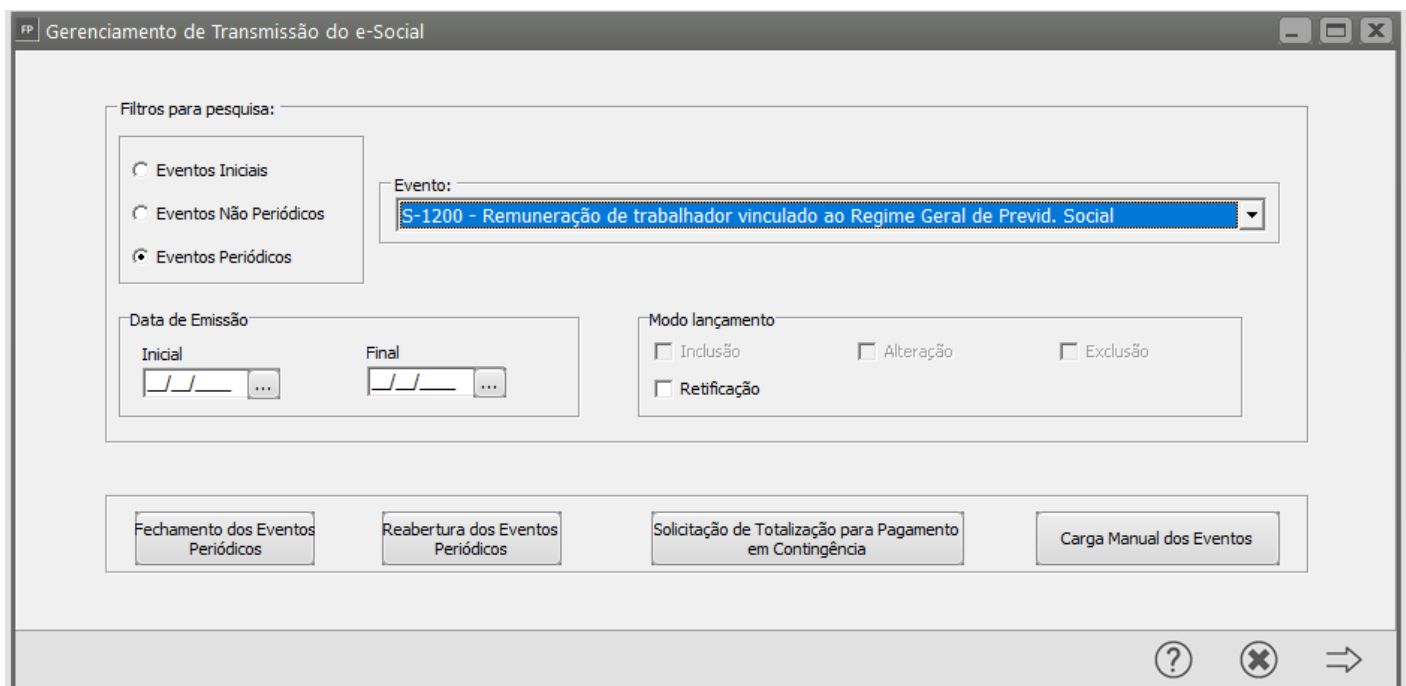 FP Gerenciamento de Transmissão do e-Social
Filtros para pesquisa:
Eventos Iniciais
Eventos Não Periódicos
Eventos Periódicos
Evento:
S-1200 - Remuneração de trabalhador vinculado ao Regime Geral de Previd. Social
Data de Emissão
Inicial
Final
__/__/____ ...
__/__/____ ...
Modo lançamento
Inclusão
Alteração
Exclusão
Retificação
Fechamento dos Eventos
Periódicos
Reabertura dos Eventos
Periódicos
Solicitação de Totalização para Pagamento
em Contingência
Carga Manual dos Eventos
?